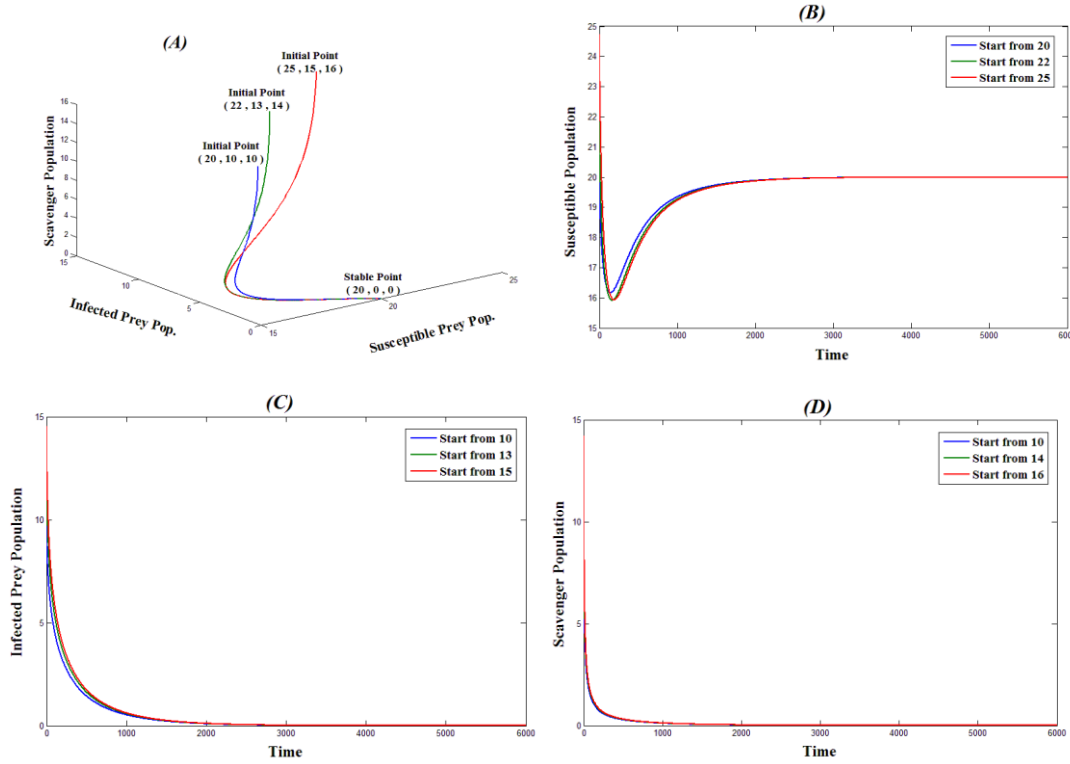 (A)
Initial Point
( 25 , 15 , 16 )
Initial Point
( 22 , 13 , 14 )
Initial Point
( 20 , 10 , 10 )
Stable Point
(20 , 0 , 0)
Scavenger Population
16
14
12
10
8
6
4
2
0
15
10
5
0
Infected Prey Pop.
15
20
25
Susceptible Prey Pop.
(B)
Start from 20
Start from 22
Start from 25
Susceptible Population
25
24
23
22
21
20
19
18
17
16
15
0
1000
2000
3000
4000
5000
6000
Time
(C)
Start from 10
Start from 13
Start from 15
Infected Prey Population
15
10
5
0
0
1000
2000
3000
4000
5000
6000
Time
(D)
Start from 10
Start from 14
Start from 16
Scavenger Population
15
10
5
0
0
1000
2000
3000
4000
5000
6000
Time